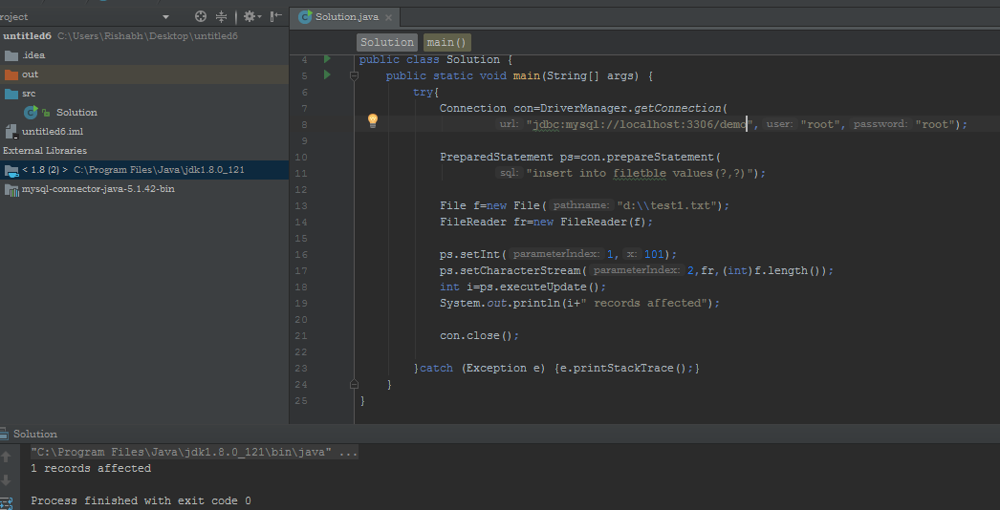 roject
Solution.java
untitled6 C:\Users\Rishabh\Desktop\untitled6
.idea
out
src
Solution
untitled6.iml
External Libraries
< 1.8 (2) > C:\Program Files\Java\jdk1.8.0_121
mysql-connector-java-5.1.42-bin
Solution main()
4 public class Solution {
5 public static void main(String[] args) {
6 try{
7 Connection con=DriverManager.getConnection(
8 url: "jdbc:mysql://localhost:3306/demo", user: "root", password: "root");
9
10 PreparedStatement ps=con.prepareStatement(
11 sql: "insert into filetble values(?,?)");
12
13 File f=new File( pathname: "d:\\test1.txt");
14 FileReader fr=new FileReader(f);
15
16 ps.setInt( parameterIndex: 1, x: 101);
17 ps.setCharacterStream( parameterIndex: 2,fr,(int)f.length());
18 int i=ps.executeUpdate();
19 System.out.println(i+" records affected");
20
21 con.close();
22
23 }catch (Exception e) {e.printStackTrace();}
24 }
25 }
Solution
"C:\Program Files\Java\jdk1.8.0_121\bin\java" ...
1 records affected
Process finished with exit code 0